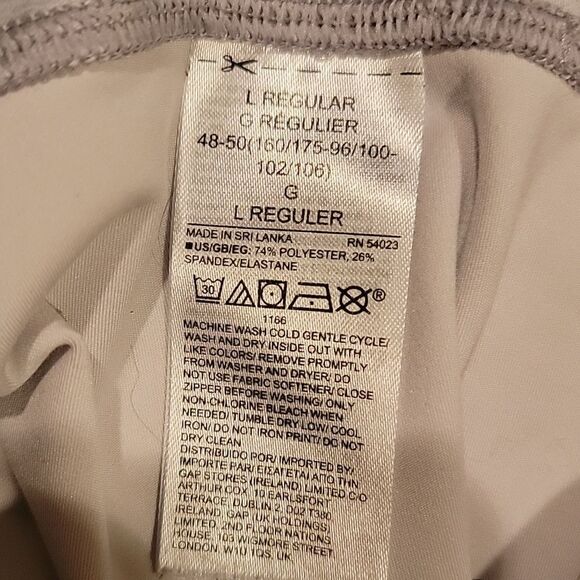 L REGULAR
G RÉGULIER
48-50(160/175-96/100-
102/106)
G
L REGULER
MADE IN SRI LANKA RN 54023
■US/GB/EG: 74% POLYESTER, 26%
SPANDEX/ELASTANE
30 ®
1166
MACHINE WASH COLD GENTLE CYCLE/
WASH AND DRY INSIDE OUT WITH
LIKE COLORS/ REMOVE PROMPTLY
FROM WASHER AND DRYER/ DO
NOT USE FABRIC SOFTENER/ CLOSE
ZIPPER BEFORE WASHING/ ONLY
NON-CHLORINE BLEACH WHEN
NEEDED/ TUMBLE DRY LOW/ COOL
IRON/ DO NOT IRON PRINT/ DO NOT
DRY CLEAN
DISTRIBUIDO POR/ IMPORTED BY/
IMPORTE PAR/ ΕΙΣΑΓΕΤΑΙ ΑΠΟ ΤΗΝ
GAP STORES (IRELAND) LIMITED C/O
ARTHUR COX, 10 EARLSFORT
TERRACE, DUBLIN 2, D02 T380,
IRELAND, GAP (UK HOLDINGS)
LIMITED, 2ND FLOOR NATIONS
HOUSE, 103 WIGMORE STREET
LONDON, W1U 1QS, UK